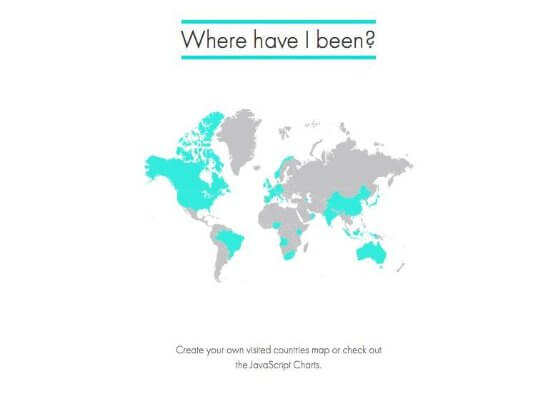 Where have I been?
Create your own visited countries map or check out
the JavaScript Charts.